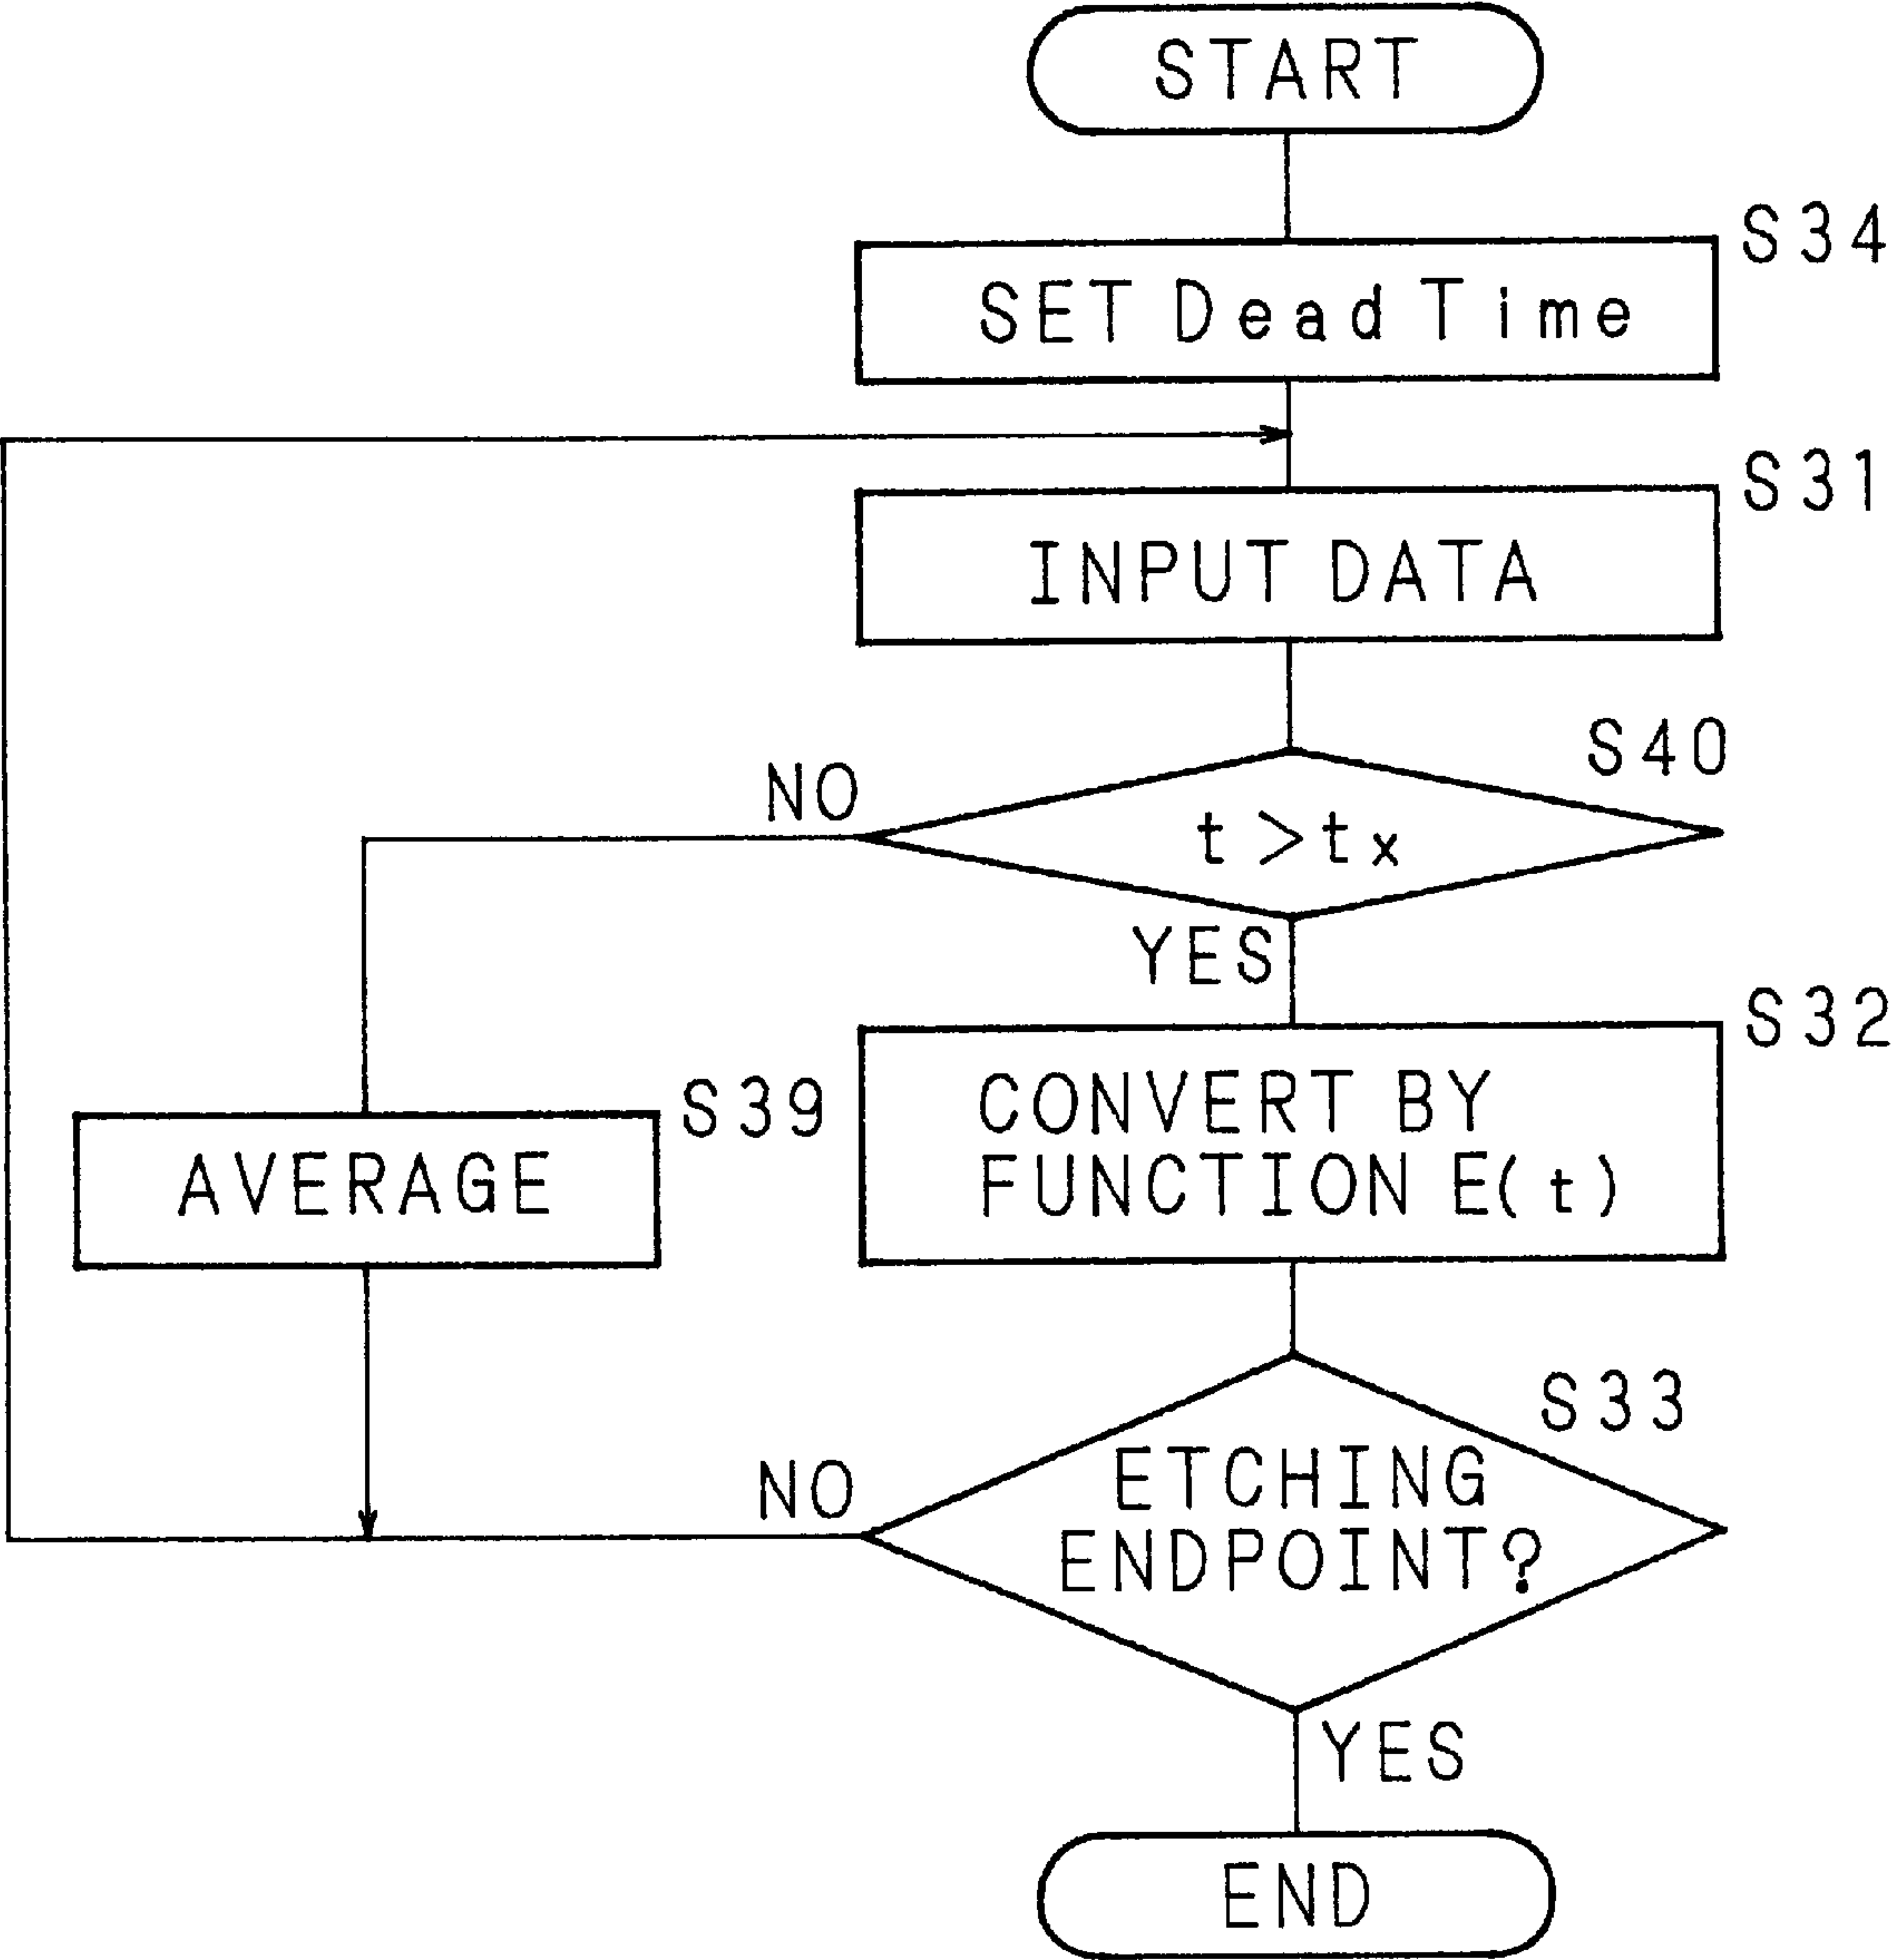 START
S34
SET Dead Time
S31
INPUT DATA
S40
NO
t > tx
YES
S32
CONVERT BY
FUNCTION E(t)
S39
AVERAGE
S33
NO
ETCHING
ENDPOINT?
YES
END